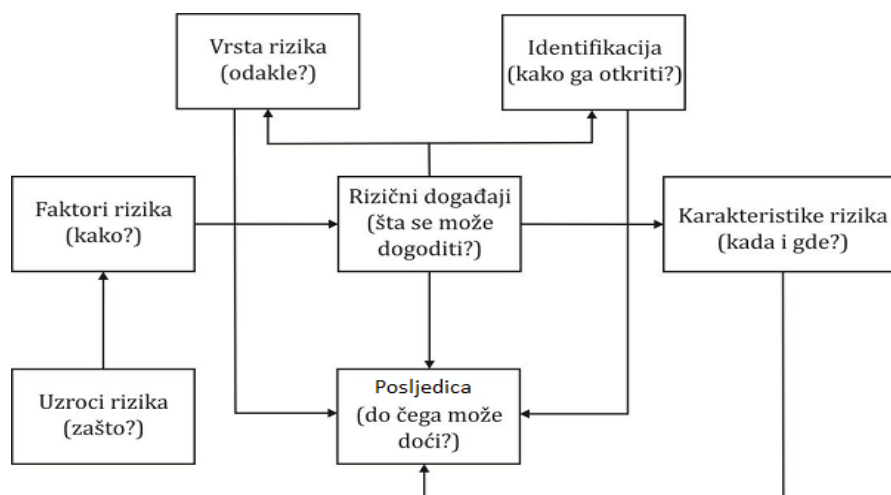 Vrsta rizika
(odakle?)
Identifikacija
(kako ga otkriti?)
Faktori rizika
(kako?)
Rizični događaji
(šta se može
dogoditi?)
Karakteristike rizika
(kada i gde?)
Uzroci rizika
(zašto?)
Posljedica
(do čega može
doći?)